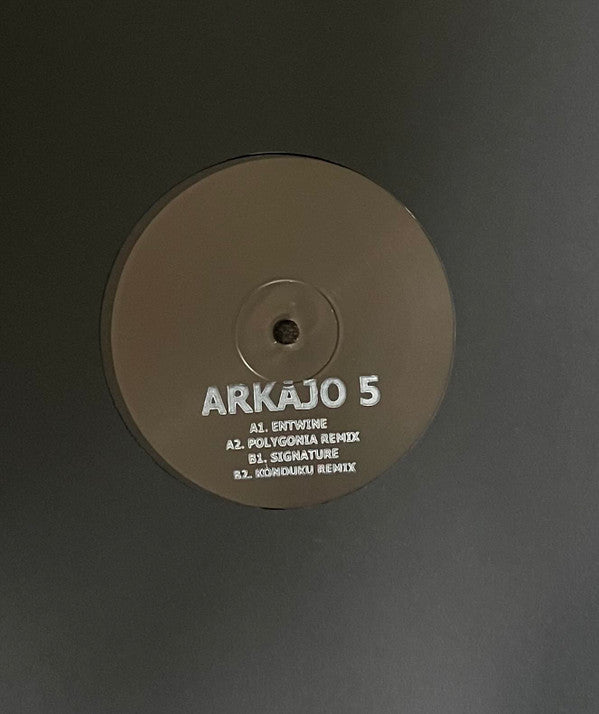 ARKAJO 5
A1. ENTWINE
A2. POLYGONIA REMIX
B1. SIGNATURE
B2. KONDUKU REMIX